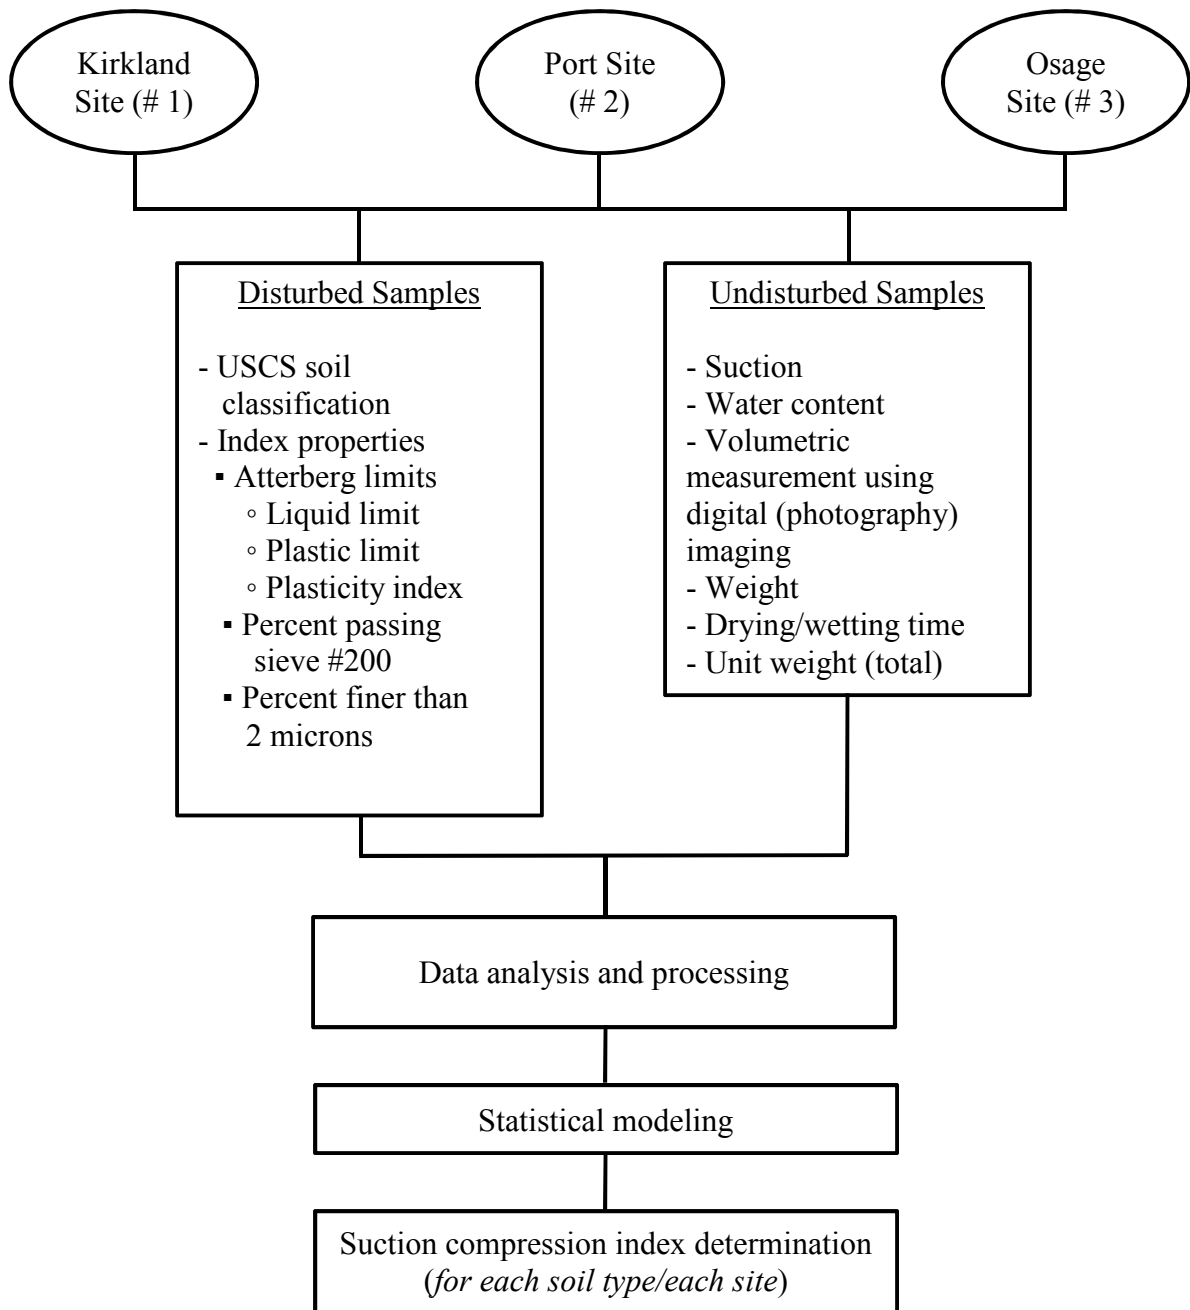 Kirkland
Site (# 1)
Port Site
(# 2)
Osage
Site (# 3)
Disturbed Samples
- USCS soil
classification
- Index properties
▪ Atterberg limits
◦ Liquid limit
◦ Plastic limit
◦ Plasticity index
▪ Percent passing
sieve #200
▪ Percent finer than
2 microns
Undisturbed Samples
- Suction
- Water content
- Volumetric
measurement using
digital (photography)
imaging
- Weight
- Drying/wetting time
- Unit weight (total)
Data analysis and processing
Statistical modeling
Suction compression index determination
(for each soil type/each site)